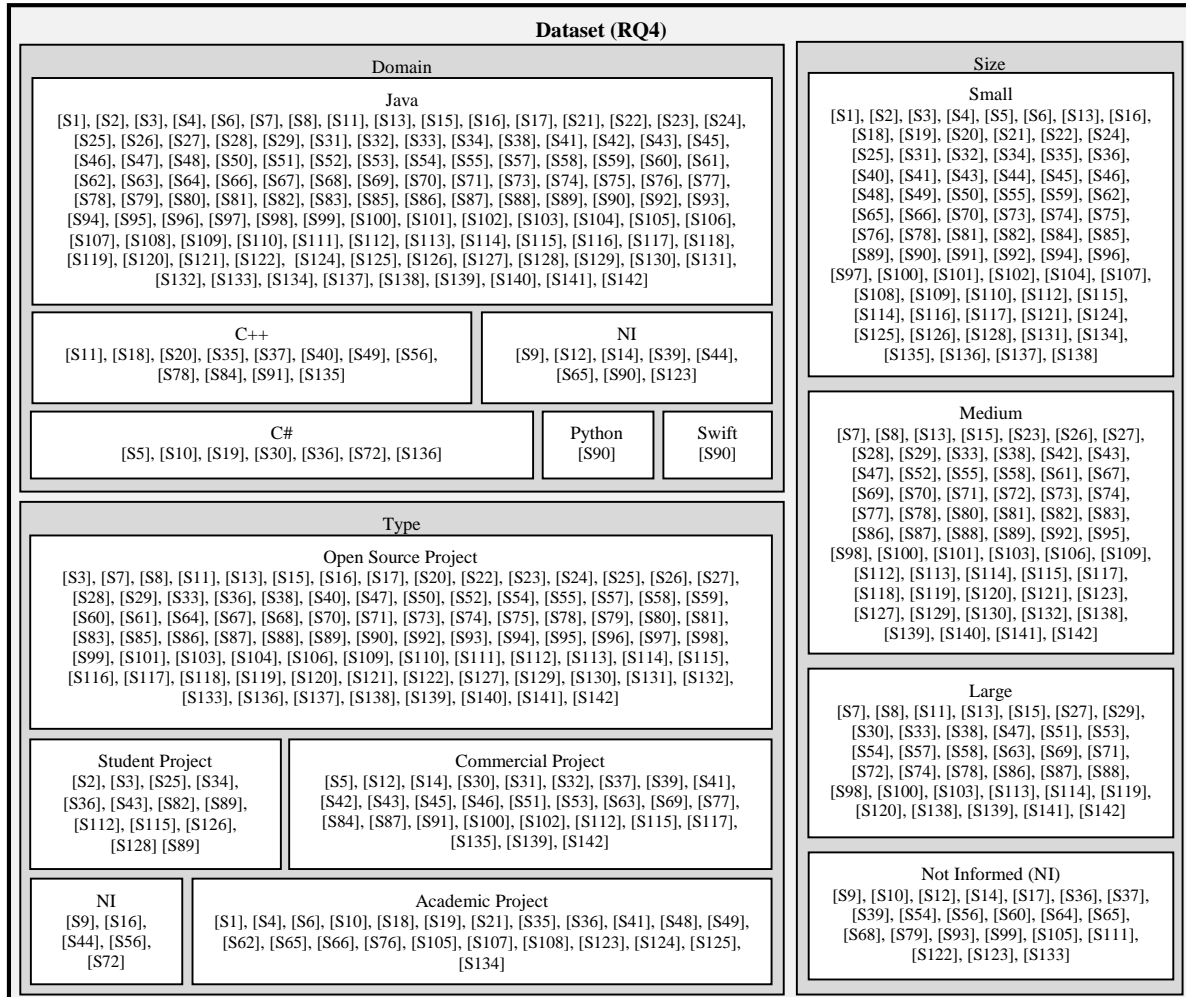 Dataset (RQ4)
Domain
Java
[S1], [S2], [S3], [S4], [S6], [S7], [S8], [S11], [S13], [S15], [S16], [S17], [S21], [S22], [S23], [S24],
[S25], [S26], [S27], [S28], [S29], [S31], [S32], [S33], [S34], [S38], [S41], [S42], [S43], [S45],
[S46], [S47], [S48], [S50], [S51], [S52], [S53], [S54], [S55], [S57], [S58], [S59], [S60], [S61],
[S62], [S63], [S64], [S66], [S67], [S68], [S69], [S70], [S71], [S73], [S74], [S75], [S76], [S77],
[S78], [S79], [S80], [S81], [S82], [S83], [S85], [S86], [S87], [S88], [S89], [S90], [S92], [S93],
[S94], [S95], [S96], [S97], [S98], [S99], [S100], [S101], [S102], [S103], [S104], [S105], [S106],
[S107], [S108], [S109], [S110], [S111], [S112], [S113], [S114], [S115], [S116], [S117], [S118],
[S119], [S120], [S121], [S122], [S124], [S125], [S126], [S127], [S128], [S129], [S130], [S131],
[S132], [S133], [S134], [S137], [S138], [S139], [S140], [S141], [S142]
C++
[S11], [S18], [S20], [S35], [S37], [S40], [S49], [S56],
[S78], [S84], [S91], [S135]
NI
[S9], [S12], [S14], [S39], [S44],
[S65], [S90], [S123]
C#
[S5], [S10], [S19], [S30], [S36], [S72], [S136]
Python
[S90]
Swift
[S90]
Type
Open Source Project
[S3], [S7], [S8], [S11], [S13], [S15], [S16], [S17], [S20], [S22], [S23], [S24], [S25], [S26], [S27],
[S28], [S29], [S33], [S36], [S38], [S40], [S47], [S50], [S52], [S54], [S55], [S57], [S58], [S59],
[S60], [S61], [S64], [S67], [S68], [S70], [S71], [S73], [S74], [S75], [S78], [S79], [S80], [S81],
[S83], [S85], [S86], [S87], [S88], [S89], [S90], [S92], [S93], [S94], [S95], [S96], [S97], [S98],
[S99], [S101], [S103], [S104], [S106], [S109], [S110], [S111], [S112], [S113], [S114], [S115],
[S116], [S117], [S118], [S119], [S120], [S121], [S122], [S127], [S129], [S130], [S131], [S132],
[S133], [S136], [S137], [S138], [S139], [S140], [S141], [S142]
Student Project
[S2], [S3], [S25], [S34],
[S36], [S43], [S82], [S89],
[S112], [S115], [S126],
[S128] [S89]
Commercial Project
[S5], [S12], [S14], [S30], [S31], [S32], [S37], [S39], [S41],
[S42], [S43], [S45], [S46], [S51], [S53], [S63], [S69], [S77],
[S84], [S87], [S91], [S100], [S102], [S112], [S115], [S117],
[S135], [S139], [S142]
NI
[S9], [S16],
[S44], [S56],
[S72]
Academic Project
[S1], [S4], [S6], [S10], [S18], [S19], [S21], [S35], [S36], [S41], [S48], [S49],
[S62], [S65], [S66], [S76], [S105], [S107], [S108], [S123], [S124], [S125],
[S134]
Size
Small
[S1], [S2], [S3], [S4], [S5], [S6], [S13], [S16],
[S18], [S19], [S20], [S21], [S22], [S24],
[S25], [S31], [S32], [S34], [S35], [S36],
[S40], [S41], [S43], [S44], [S45], [S46],
[S48], [S49], [S50], [S55], [S59], [S62],
[S65], [S66], [S70], [S73], [S74], [S75],
[S76], [S78], [S81], [S82], [S84], [S85],
[S89], [S90], [S91], [S92], [S94], [S96],
[S97], [S100], [S101], [S102], [S104], [S107],
[S108], [S109], [S110], [S112], [S115],
[S114], [S116], [S117], [S121], [S124],
[S125], [S126], [S128], [S131], [S134],
[S135], [S136], [S137], [S138]
Medium
[S7], [S8], [S13], [S15], [S23], [S26], [S27],
[S28], [S29], [S33], [S38], [S42], [S43],
[S47], [S52], [S55], [S58], [S61], [S67],
[S69], [S70], [S71], [S72], [S73], [S74],
[S77], [S78], [S80], [S81], [S82], [S83],
[S86], [S87], [S88], [S89], [S92], [S95],
[S98], [S100], [S101], [S103], [S106], [S109],
[S112], [S113], [S114], [S115], [S117],
[S118], [S119], [S120], [S121], [S123],
[S127], [S129], [S130], [S132], [S138],
[S139], [S140], [S141], [S142]
Large
[S7], [S8], [S11], [S13], [S15], [S27], [S29],
[S30], [S33], [S38], [S47], [S51], [S53],
[S54], [S57], [S58], [S63], [S69], [S71],
[S72], [S74], [S78], [S86], [S87], [S88],
[S98], [S100], [S103], [S113], [S114], [S119],
[S120], [S138], [S139], [S141], [S142]
Not Informed (NI)
[S9], [S10], [S12], [S14], [S17], [S36], [S37],
[S39], [S54], [S56], [S60], [S64], [S65],
[S68], [S79], [S93], [S99], [S105], [S111],
[S122], [S123], [S133]